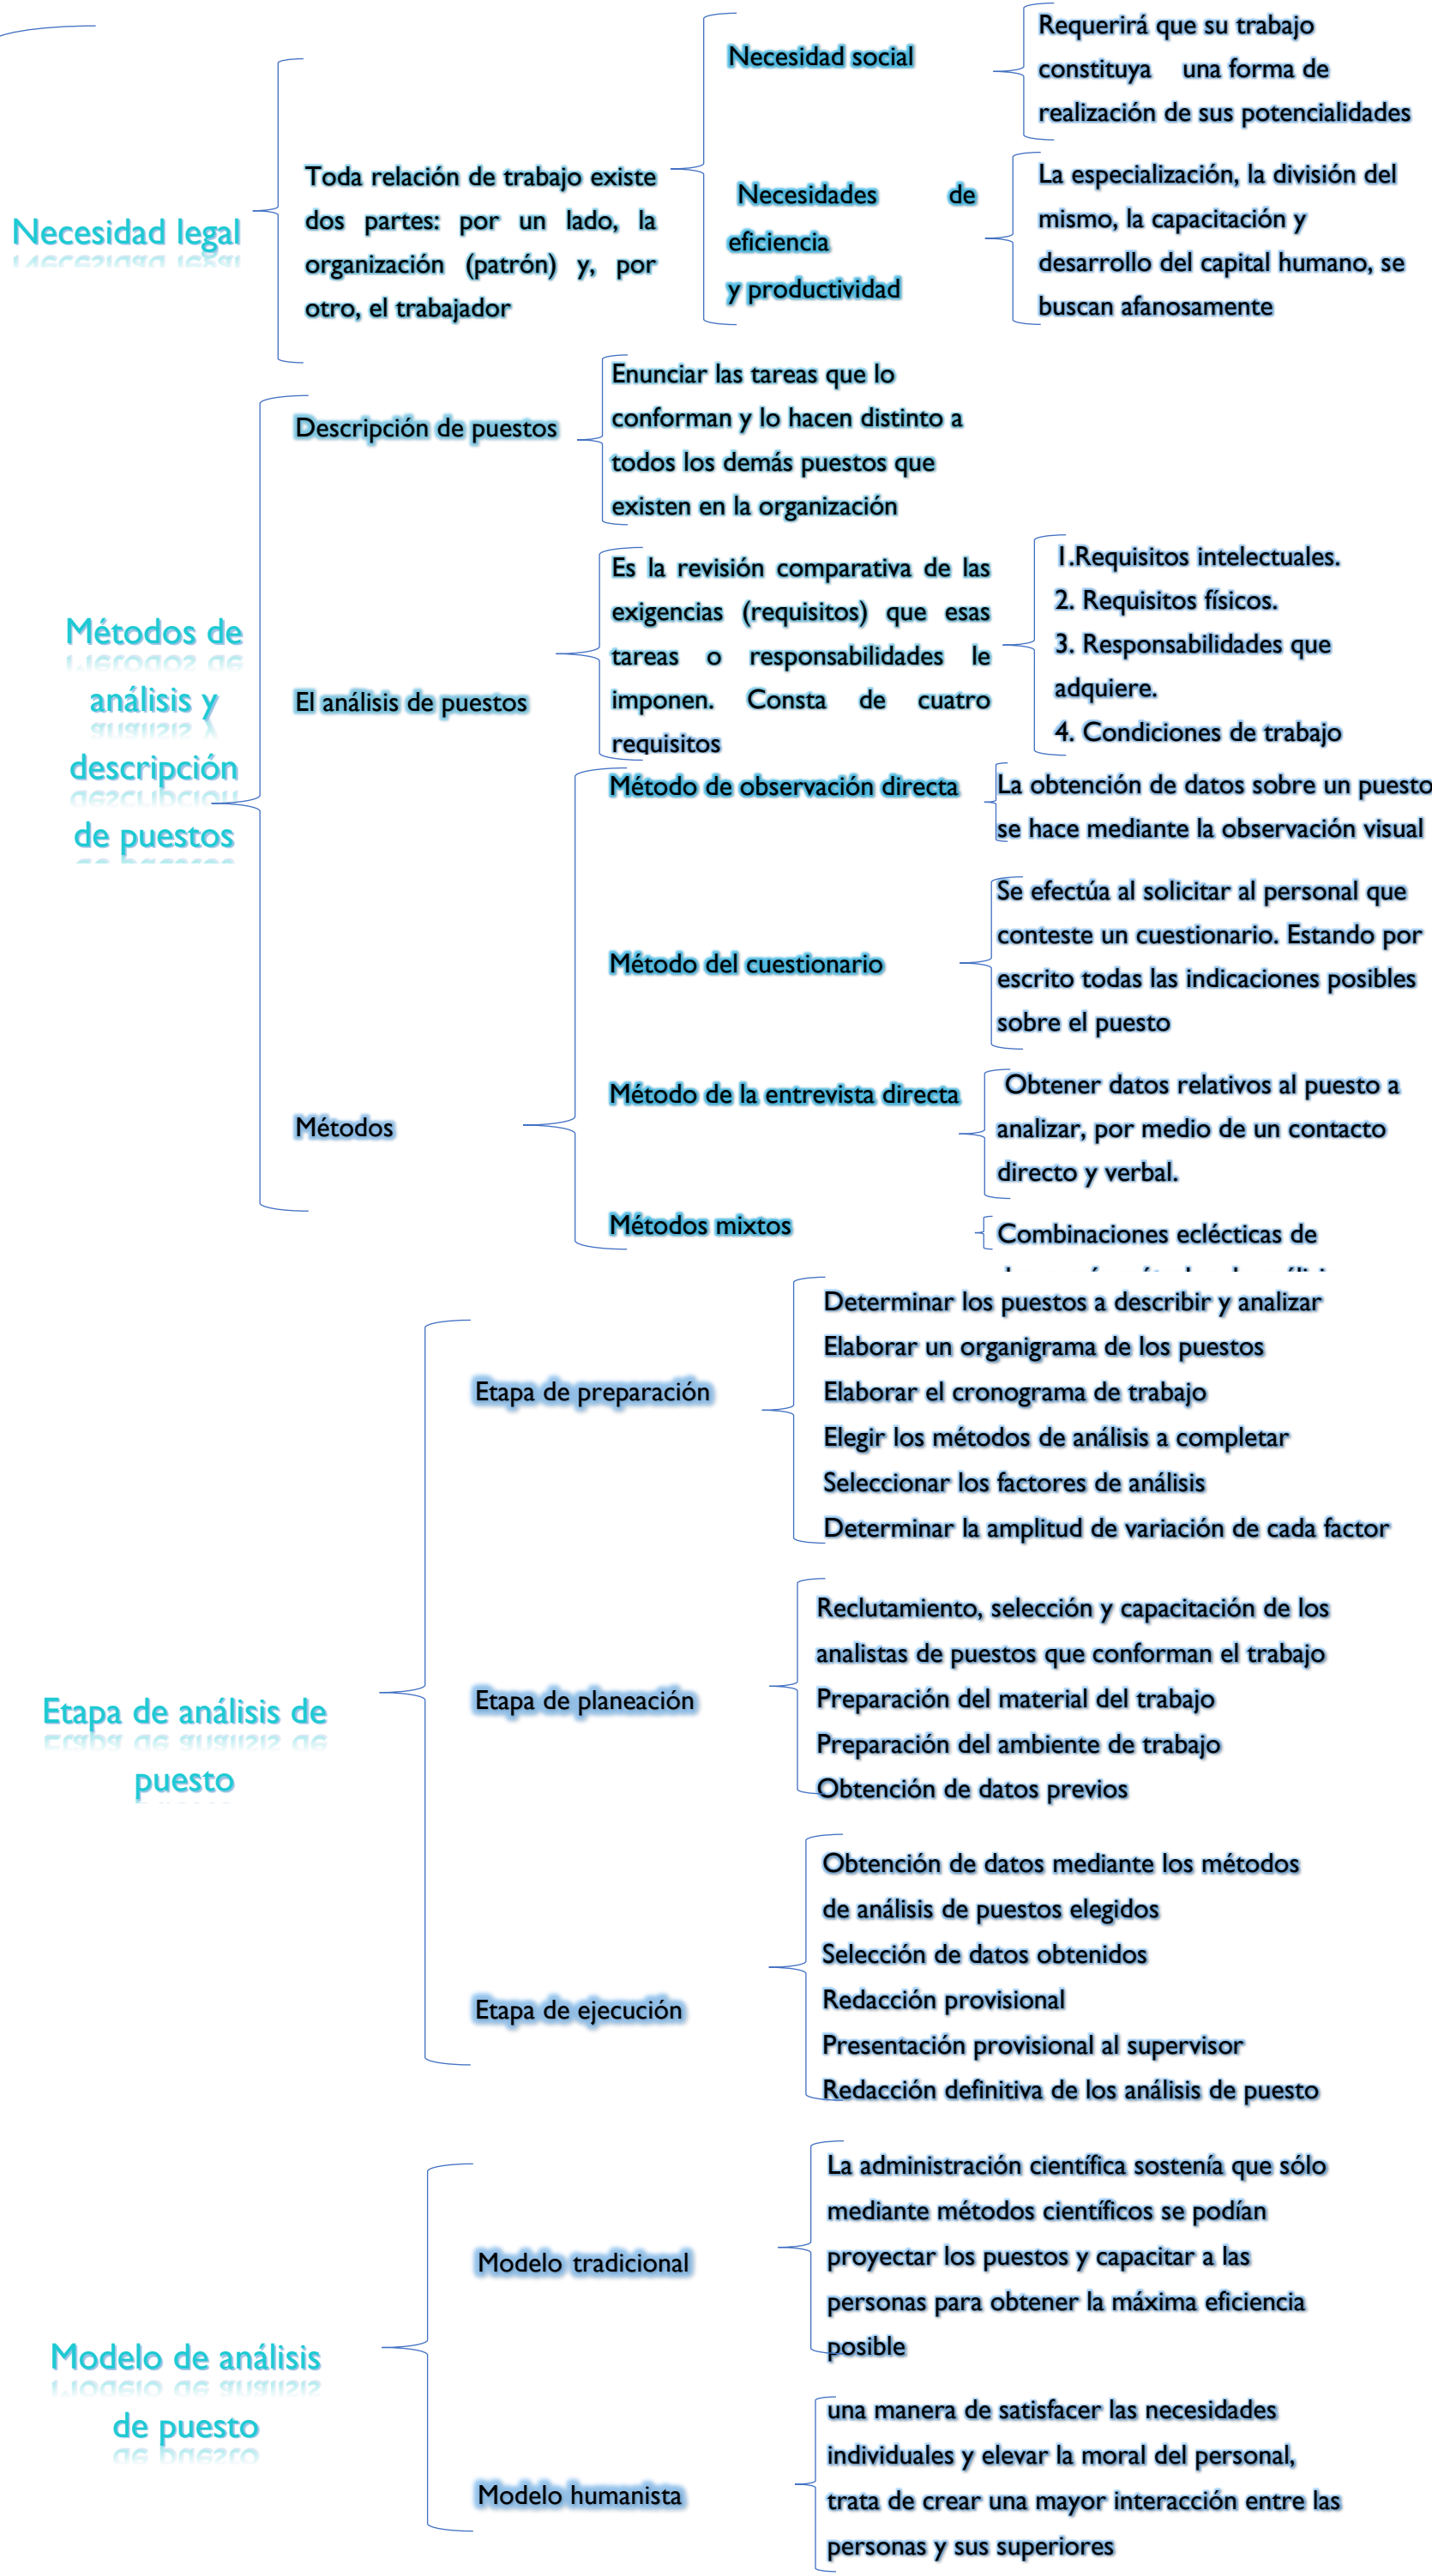 Necesidad legal
Toda relación de trabajo existe
dos partes: por un lado, la
organización (patrón) y, por
otro, el trabajador
Necesidad social
Requerirá que su trabajo
constituya una forma de
realización de sus potencialidades
Necesidades de
eficiencia
y productividad
La especialización, la división del
mismo, la capacitación y
desarrollo del capital humano, se
buscan afanosamente
Métodos de
análisis y
descripción
de puestos
Descripción de puestos
Enunciar las tareas que lo
conforman y lo hacen distinto a
todos los demás puestos que
existen en la organización
El análisis de puestos
Es la revisión comparativa de las
exigencias (requisitos) que esas
tareas o responsabilidades le
imponen. Consta de cuatro
requisitos
1.Requisitos intelectuales.
2. Requisitos físicos.
3. Responsabilidades que
adquiere.
4. Condiciones de trabajo
Métodos
Método de observación directa
La obtención de datos sobre un puesto
se hace mediante la observación visual
Método del cuestionario
Se efectúa al solicitar al personal que
conteste un cuestionario. Estando por
escrito todas las indicaciones posibles
sobre el puesto
Método de la entrevista directa
Obtener datos relativos al puesto a
analizar, por medio de un contacto
directo y verbal.
Métodos mixtos
Combinaciones eclécticas de
Etapa de análisis de
puesto
Etapa de preparación
Determinar los puestos a describir y analizar
Elaborar un organigrama de los puestos
Elaborar el cronograma de trabajo
Elegir los métodos de análisis a completar
Seleccionar los factores de análisis
Determinar la amplitud de variación de cada factor
Etapa de planeación
Reclutamiento, selección y capacitación de los
analistas de puestos que conforman el trabajo
Preparación del material del trabajo
Preparación del ambiente de trabajo
Obtención de datos previos
Etapa de ejecución
Obtención de datos mediante los métodos
de análisis de puestos elegidos
Selección de datos obtenidos
Redacción provisional
Presentación provisional al supervisor
Redacción definitiva de los análisis de puesto
Modelo de análisis
de puesto
Modelo tradicional
La administración científica sostenía que sólo
mediante métodos científicos se podían
proyectar los puestos y capacitar a las
personas para obtener la máxima eficiencia
posible
Modelo humanista
una manera de satisfacer las necesidades
individuales y elevar la moral del personal,
trata de crear una mayor interacción entre las
personas y sus superiores